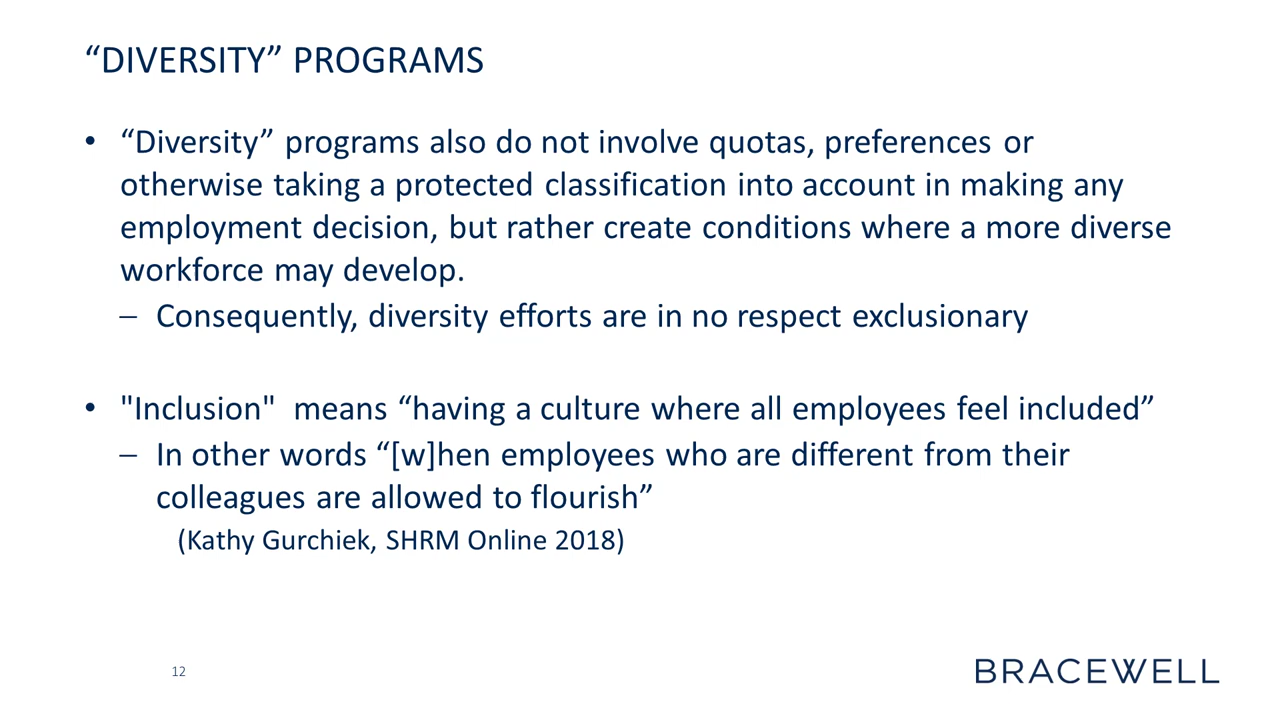 “DIVERSITY” PROGRAMS
• “Diversity” programs also do not involve quotas, preferences or
otherwise taking a protected classification into account in making any
employment decision, but rather create conditions where a more diverse
workforce may develop.
– Consequently, diversity efforts are in no respect exclusionary
• "Inclusion"  means “having a culture where all employees feel included”
– In other words “[w]hen employees who are different from their
colleagues are allowed to flourish”
(Kathy Gurchiek, SHRM Online 2018)
12
BRACEWELL